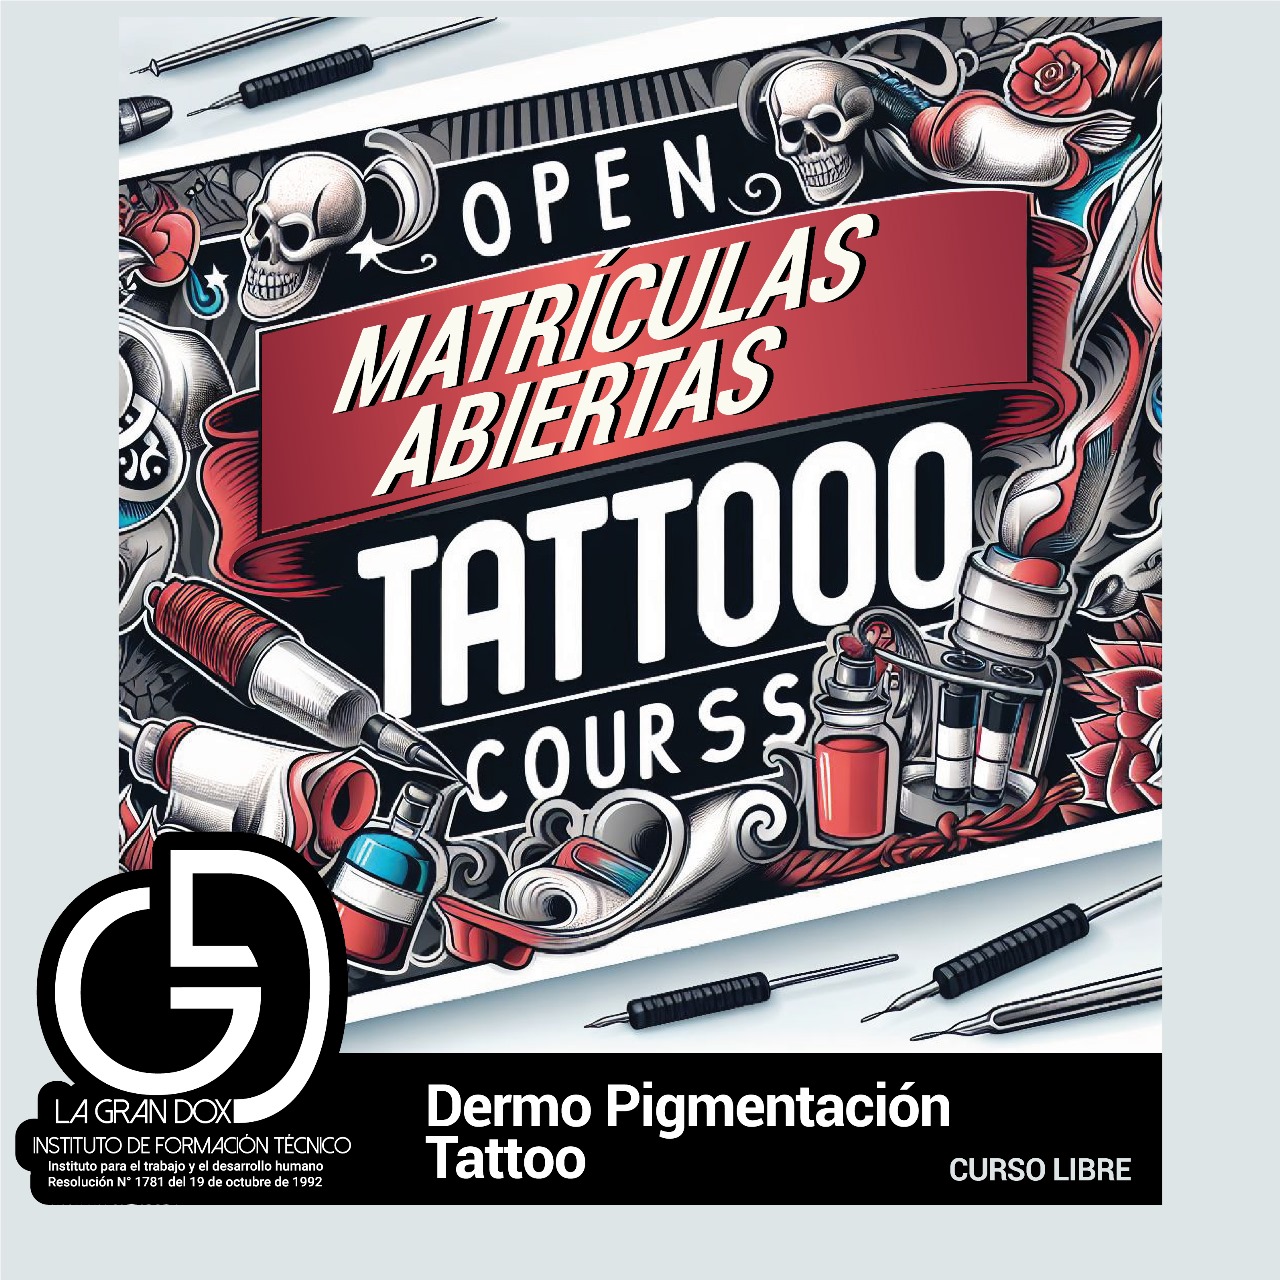 OPEN
MATRÍCULAS
ABIERTAS
TATTOOO
COURSS
LA GRAN DOX
INSTITUTO DE FORMACIÓN TÉCNICO
Instituto para el trabajo y el desarrollo humano
Resolución N° 1781 del 19 de octubre de 1992
Dermo Pigmentación
Tattoo
CURSO LIBRE